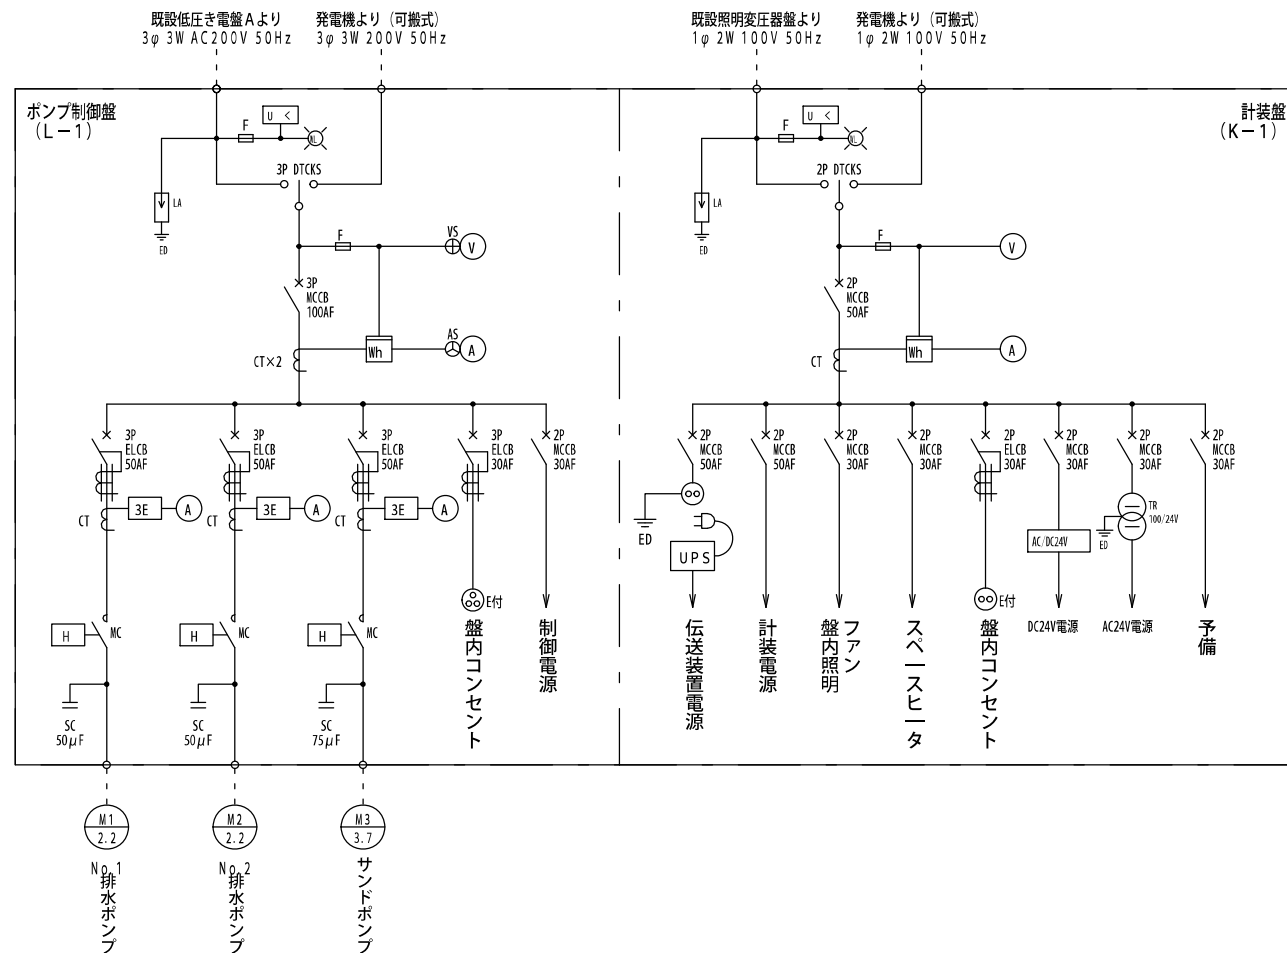 既設低圧き電盤Aより
3φ 3W AC200V 50Hz
発電機より (可搬式)
3φ 3W 200V 50Hz
既設照明変圧器盤より
1φ 2W 100V 50Hz
発電機より (可搬式)
1φ 2W 100V 50Hz
ポンプ制御盤
(L-1)
U <
F
WL
3P DTCKS
LA
ED
F
VS
V
3P
MCCB
100AF
CT×2
Wh
AS
A
3P
ELCB
50AF
3P
ELCB
50AF
3P
ELCB
50AF
3P
ELCB
30AF
2P
MCCB
30AF
CT
3E
A
CT
3E
A
CT
3E
A
E付
盤内コンセント
制御電源
H
MC
H
MC
H
MC
SC
50μF
SC
50μF
SC
75μF
M1
2.2
M2
2.2
M3
3.7
No.1
排水ポンプ
No.2
排水ポンプ
サンドポンプ
計装盤
(K-1)
U <
F
WL
2P DTCKS
LA
ED
F
V
2P
MCCB
50AF
CT
Wh
A
2P
MCCB
50AF
2P
MCCB
50AF
2P
MCCB
30AF
2P
MCCB
30AF
2P
ELCB
30AF
2P
MCCB
30AF
2P
MCCB
30AF
2P
MCCB
30AF
ED
UPS
AC/DC24V
TR
100/24V
ED
E付
伝送装置電源
計装電源
ファン
盤内照明
スペースヒータ
盤内コンセント
DC24V電源
AC24V電源
予備